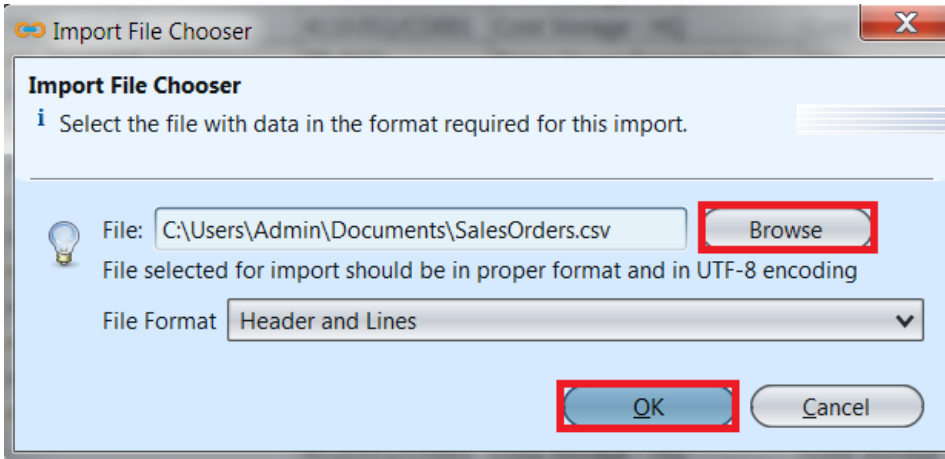 Import File Chooser
Import File Chooser
i Select the file with data in the format required for this import.
File: C:\Users\Admin\Documents\SalesOrders.csv Browse
File selected for import should be in proper format and in UTF-8 encoding
File Format Header and Lines
OK Cancel